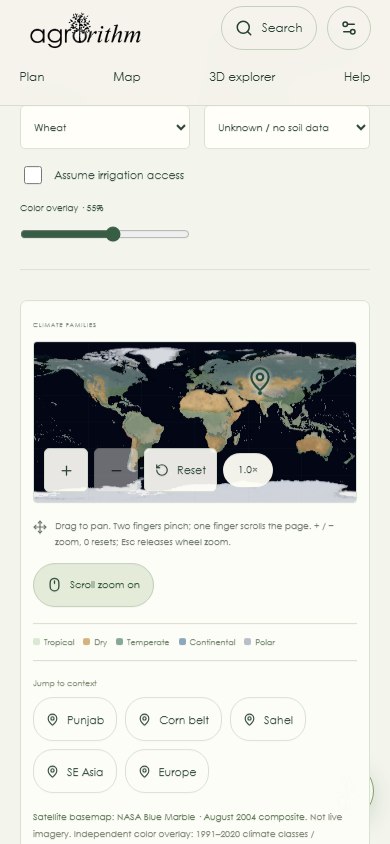 agrorithm
Search
Plan Map 3D explorer Help
Wheat Unknown / no soil data
Assume irrigation access
Color overlay · 55%
CLIMATE FAMILIES
+ − Reset 1.0×
Drag to pan. Two fingers pinch; one finger scrolls the page. + / −
zoom, 0 resets; Esc releases wheel zoom.
Scroll zoom on
Tropical Dry Temperate Continental Polar
Jump to context
Punjab Corn belt Sahel
SE Asia Europe
Satellite basemap: NASA Blue Marble · August 2004 composite. Not live
imagery. Independent color overlay: 1991–2020 climate classes /